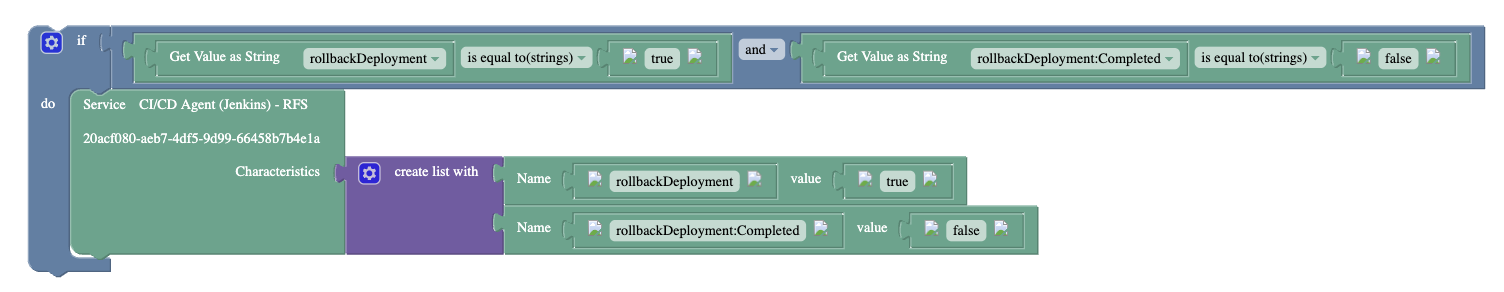 if Get Value as String rollbackDeployment is equal to(strings) true and Get Value as String rollbackDeployment:Completed is equal to(strings) false
do Service CI/CD Agent (Jenkins) - RFS
20acf080-aeb7-4df5-9d99-66458b7b4e1a
Characteristics create list with Name rollbackDeployment value true
Name rollbackDeployment:Completed value false